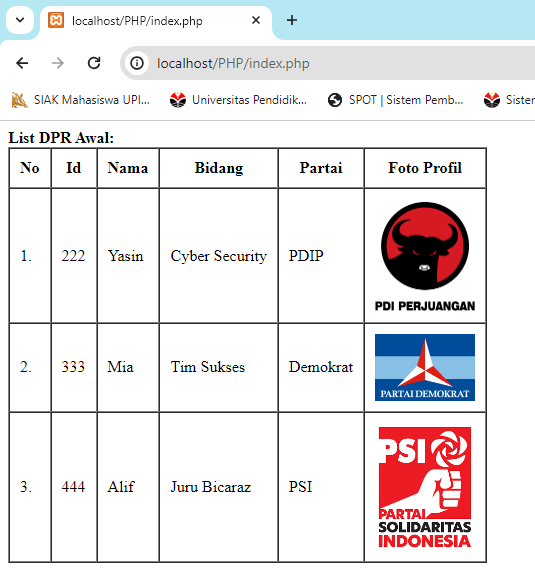 localhost/PHP/index.php
localhost/PHP/index.php
SIAK Mahasiswa UPI...
Universitas Pendidik...
SPOT | Sistem Pemb...
Sister
List DPR Awal:
No Id Nama Bidang Partai Foto Profil
1. 222 Yasin Cyber Security PDIP
PDI PERJUANGAN
2. 333 Mia Tim Sukses Demokrat
PARTAI DEMOKRAT
3. 444 Alif Juru Bicaraz PSI
PSI
PARTAI
SOLIDARITAS
INDONESIA